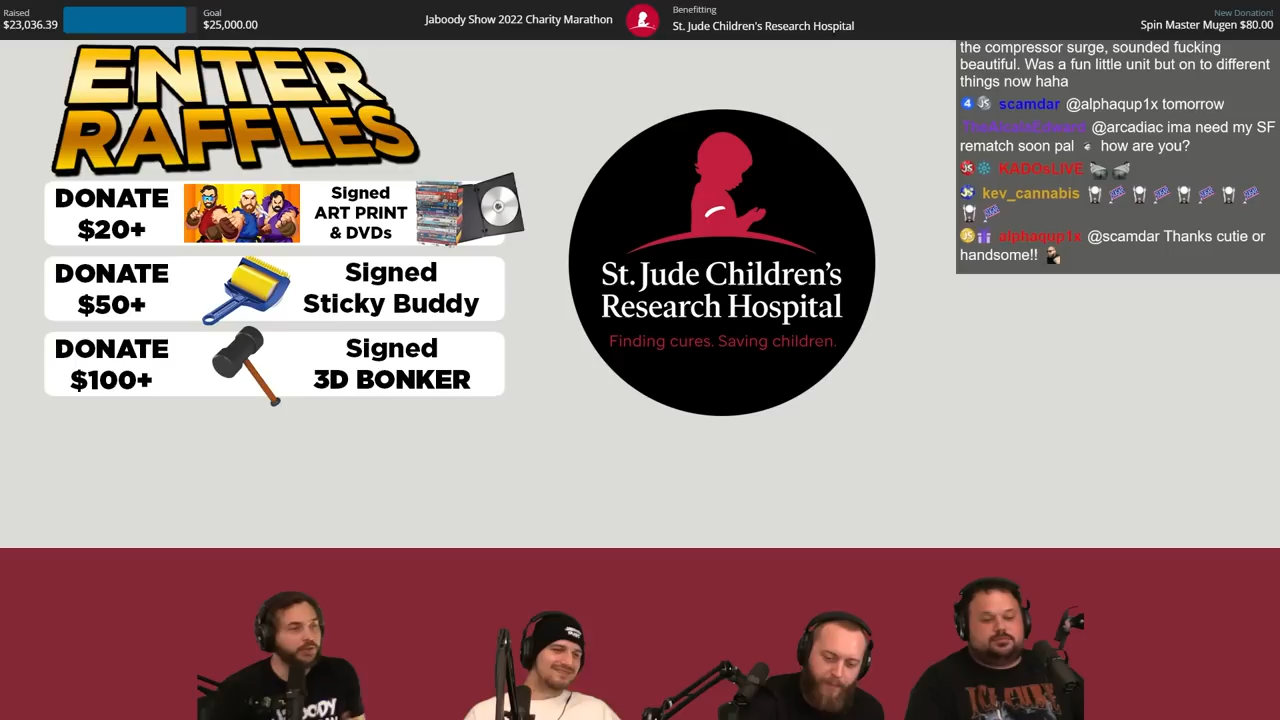 Raised
$23,036.39
Goal
$25,000.00
Jaboody Show 2022 Charity Marathon
Benefitting
St. Jude Children's Research Hospital
New Donation!
Spin Master Mugen $80.00
ENTER
RAFFLES
DONATE
$20+
Signed
ART PRINT
& DVDs
DONATE
$50+
Signed
Sticky Buddy
DONATE
$100+
Signed
3D BONKER
St. Jude Children's
Research Hospital
Finding cures. Saving children.
the compressor surge, sounded fucking
beautiful. Was a fun little unit but on to different
things now haha
scamdar @alphaqup1x tomorrow
@arcadiac ima need my SF
rematch soon pal how are you?
KADOsLIVE
kev_cannabis
alphaqup1x @scamdar Thanks cutie or
handsome!!